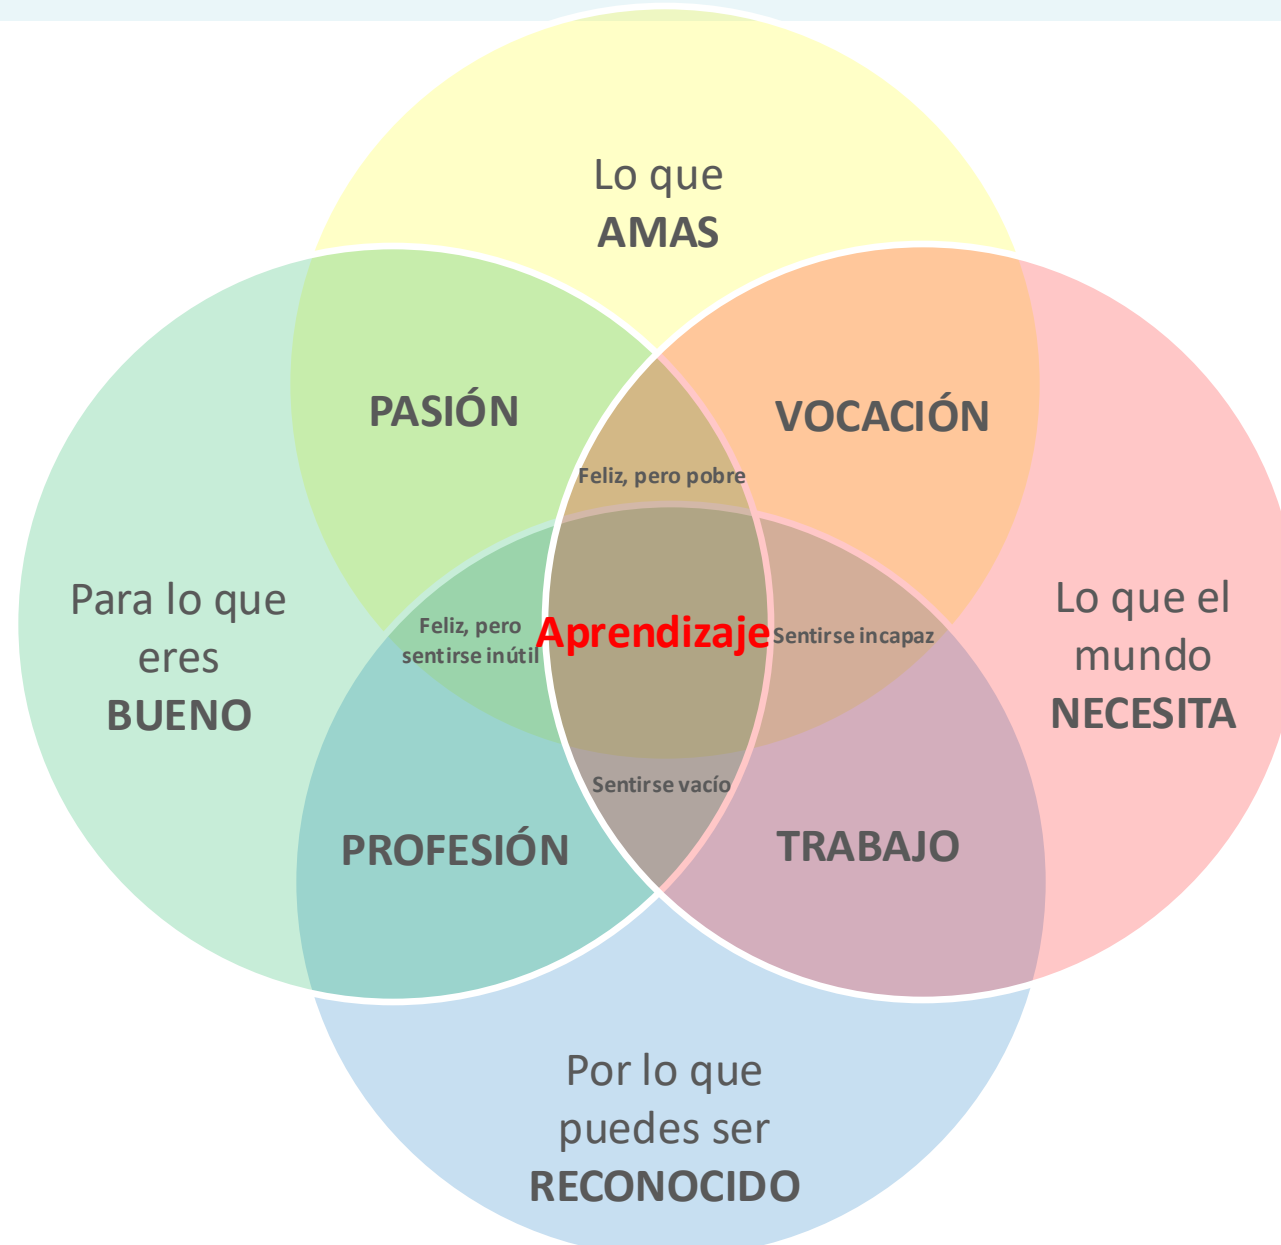 Lo que
AMAS
PASIÓN
VOCACIÓN
Feliz, pero pobre
Para lo que
eres
BUENO
Feliz, pero
sentirse inútil
Aprendizaje
Sentirse incapaz
Lo que el
mundo
NECESITA
Sentirse vacío
PROFESIÓN
TRABAJO
Por lo que
puedes ser
RECONOCIDO